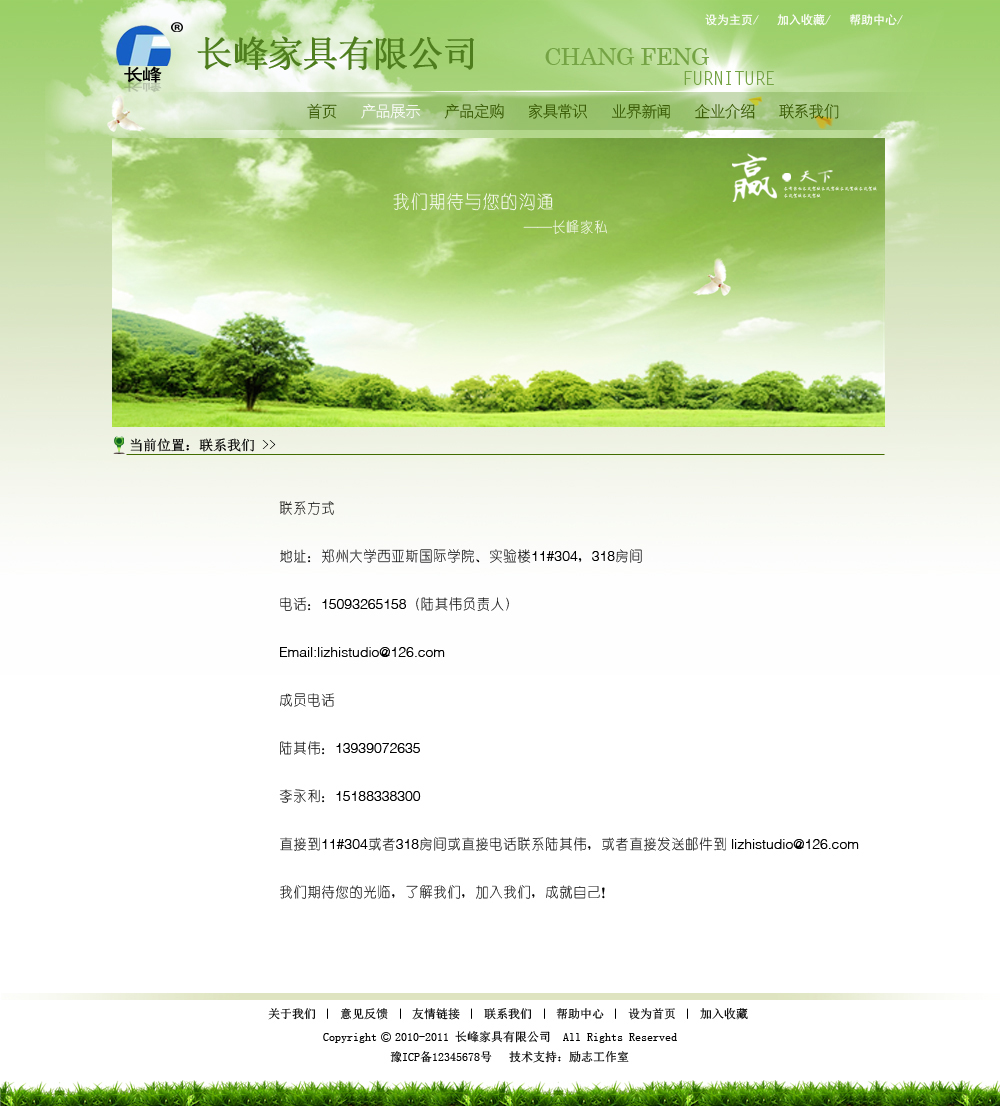 设为主页/ 加入收藏/ 帮助中心/
®
长峰
长峰家具有限公司
CHANG FENG
FURNITURE
首页 产品展示 产品定购 家具常识 业界新闻 企业介绍 联系我们
赢·天下
我们期待与您的沟通
——长峰家私
当前位置：联系我们 >>
联系方式
地址：郑州大学西亚斯国际学院、实验楼11#304，318房间
电话：15093265158（陆其伟负责人）
Email:lizhistudio@126.com
成员电话
陆其伟：13939072635
李永利：15188338300
直接到11#304或者318房间或直接电话联系陆其伟，或者直接发送邮件到 lizhistudio@126.com
我们期待您的光临，了解我们，加入我们，成就自己!
关于我们 | 意见反馈 | 友情链接 | 联系我们 | 帮助中心 | 设为首页 | 加入收藏
Copyright © 2010-2011 长峰家具有限公司 All Rights Reserved
豫ICP备12345678号 技术支持：励志工作室